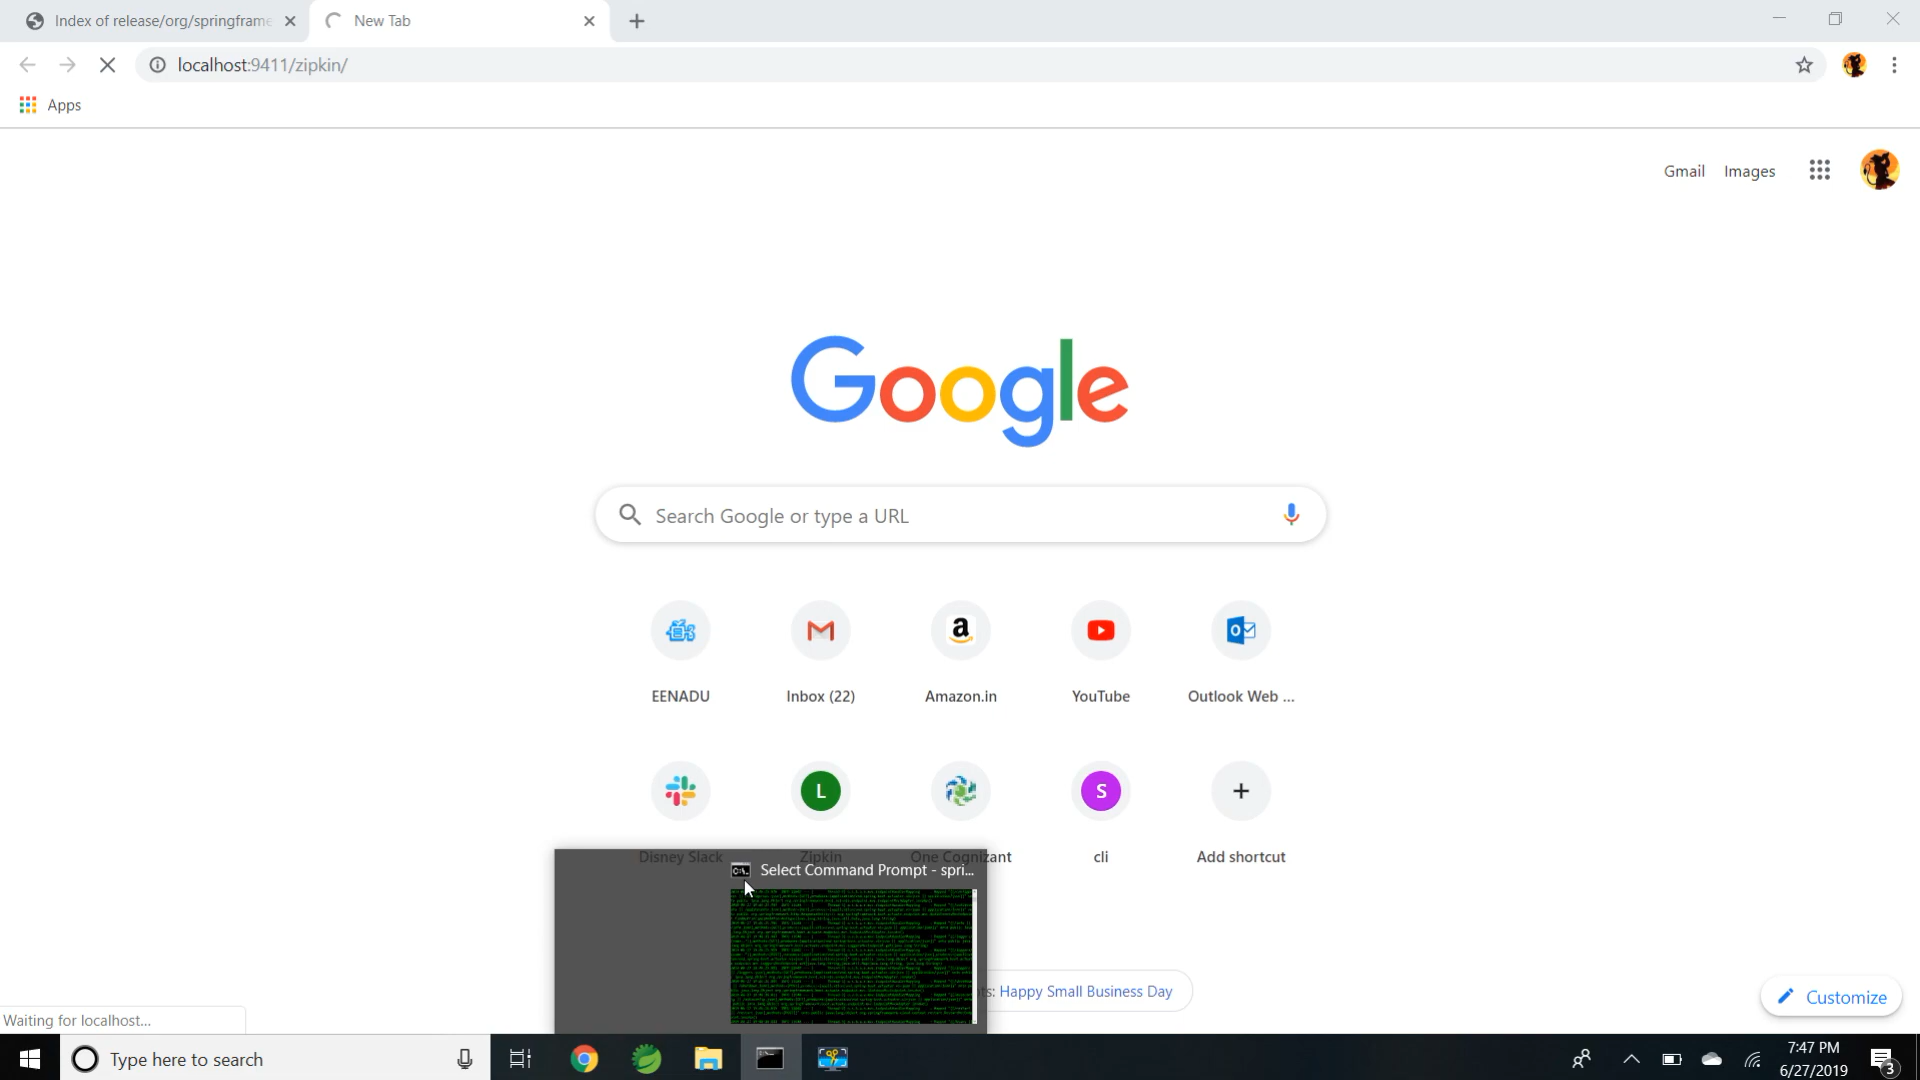 Index of release/org/springframe
New Tab
localhost:9411/zipkin/
Apps
Gmail
Images
Google
Search Google or type a URL
EENADU
Inbox (22)
Amazon.in
YouTube
Outlook Web ...
L
S
Disney Slack
Zipkin
One Cognizant
cli
Add shortcut
Select Command Prompt - spri...
ts: Happy Small Business Day
Customize
Waiting for localhost...
Type here to search
7:47 PM
6/27/2019
3